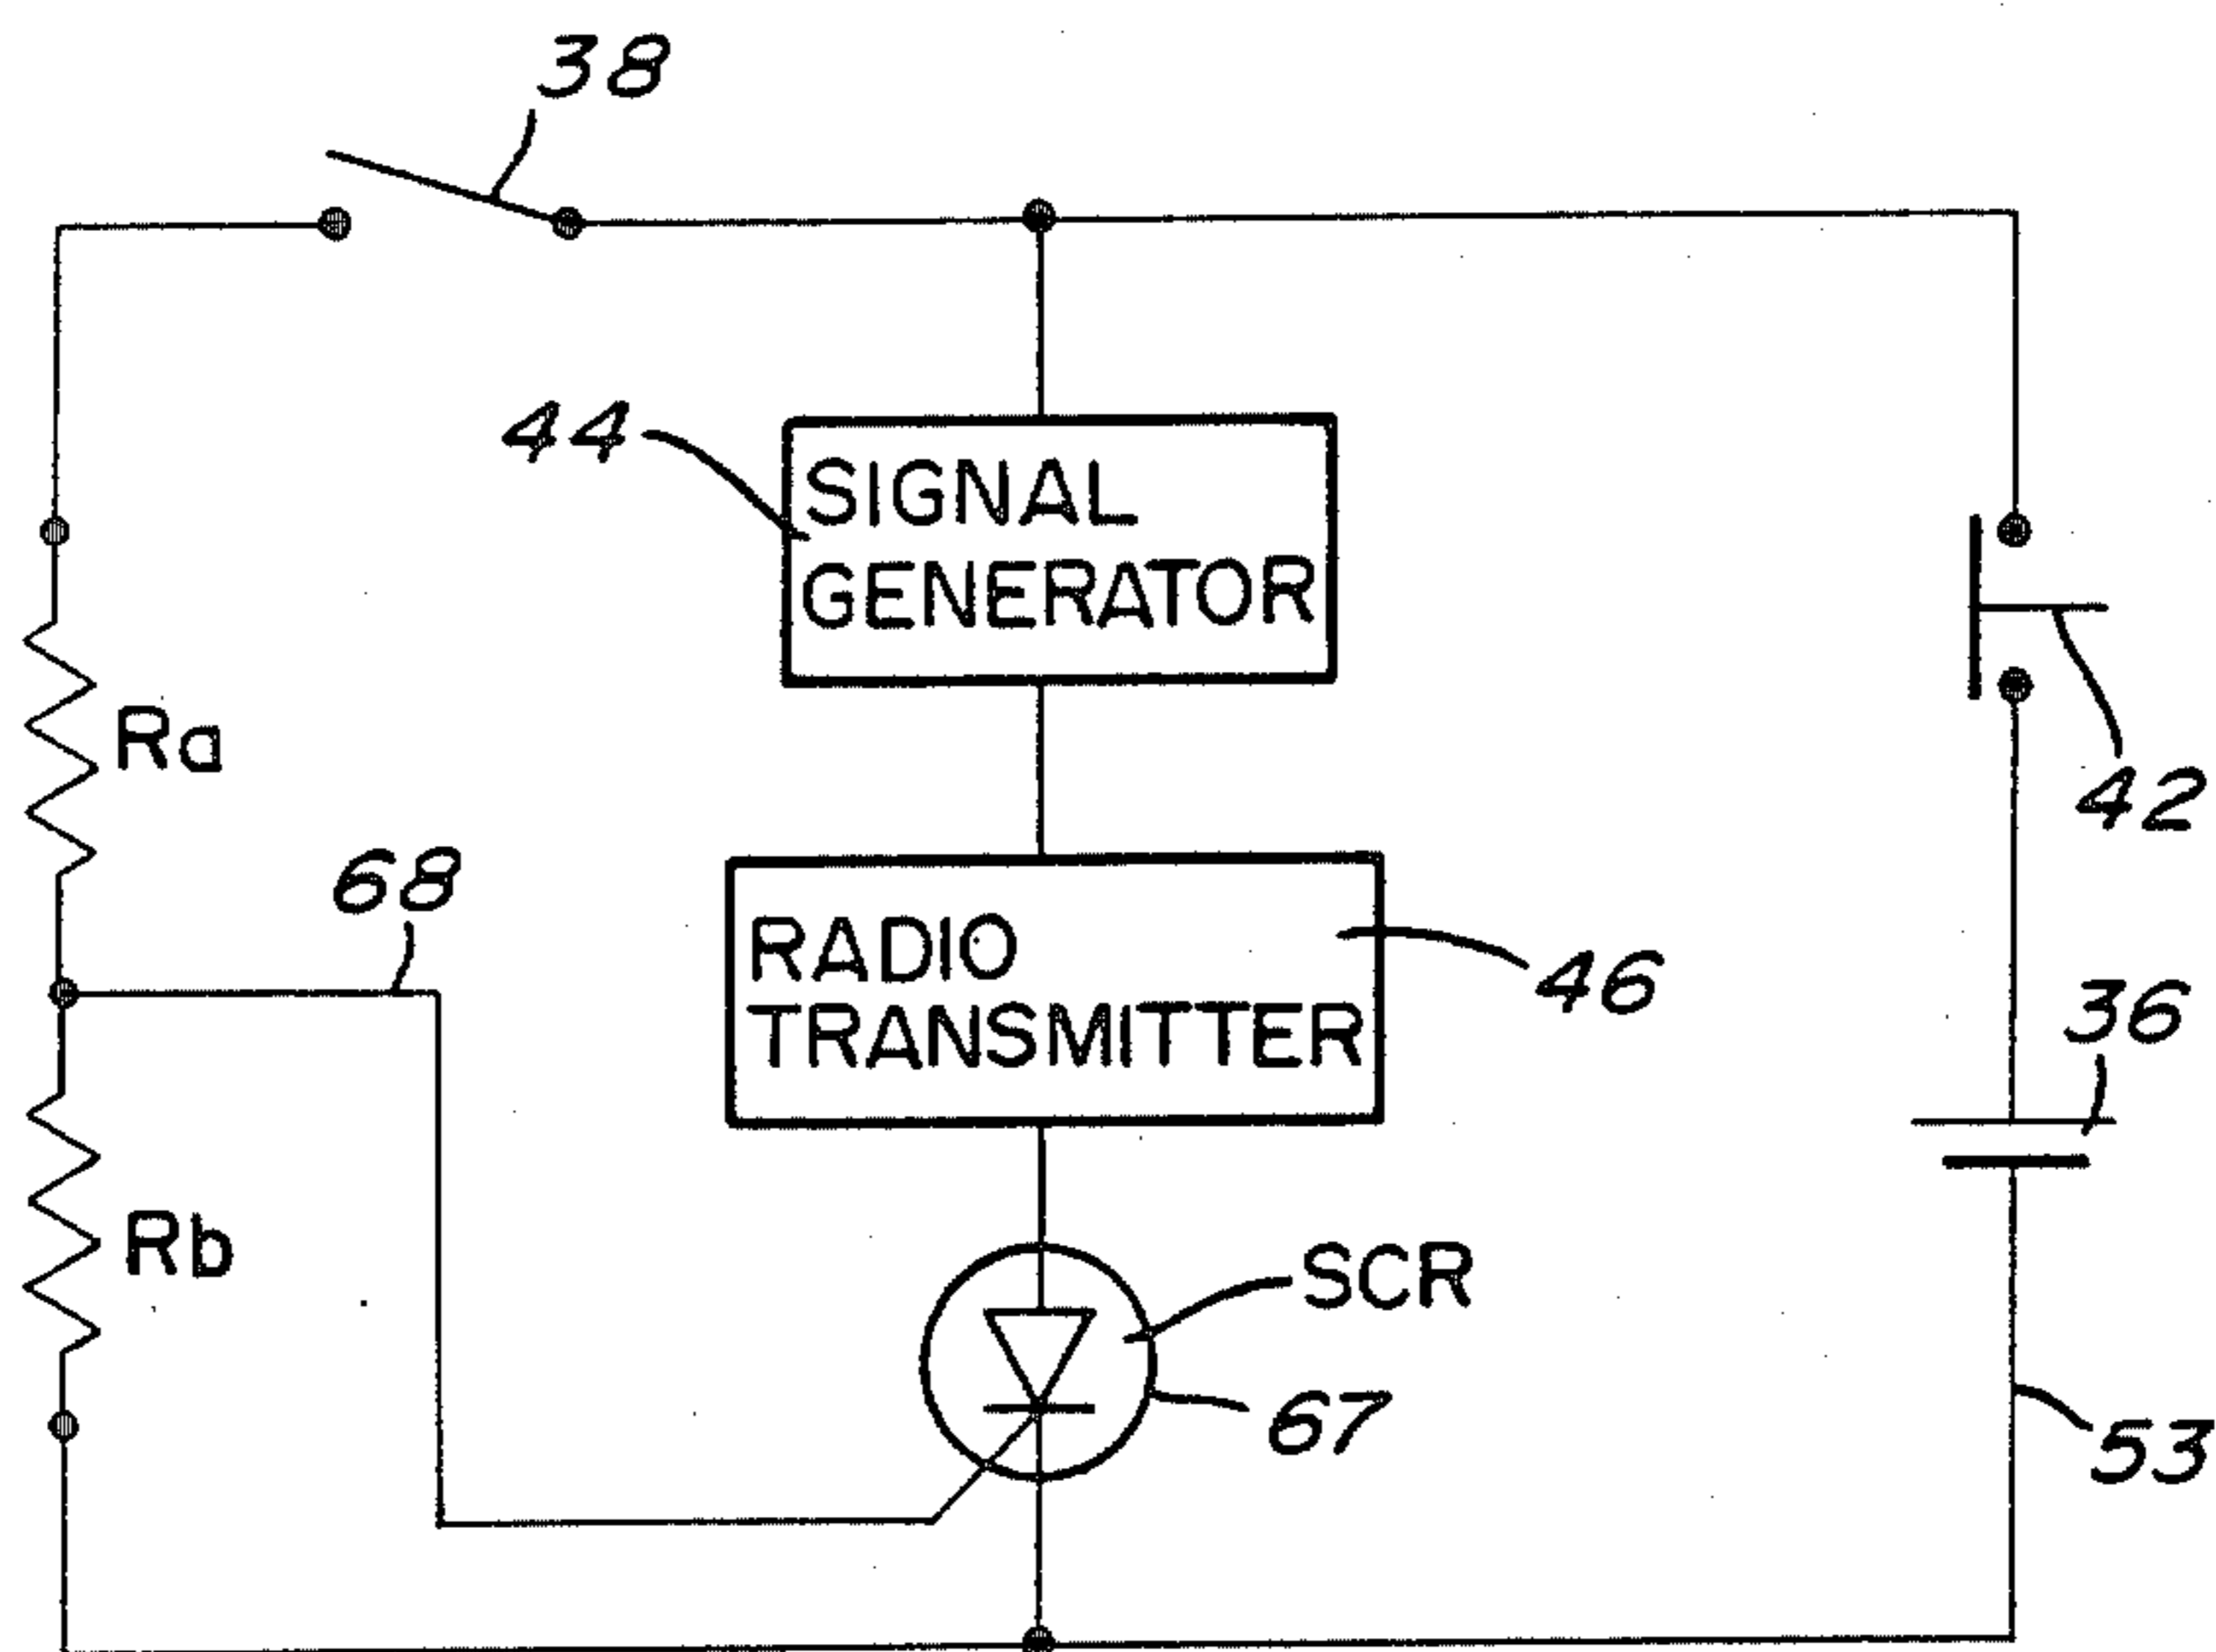 38
44
SIGNAL
GENERATOR
Ra
42
68
RADIO
TRANSMITTER
46
36
Rb
SCR
67
53